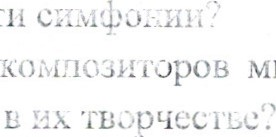 и симфонии?
композиторов м
в их творчестве?